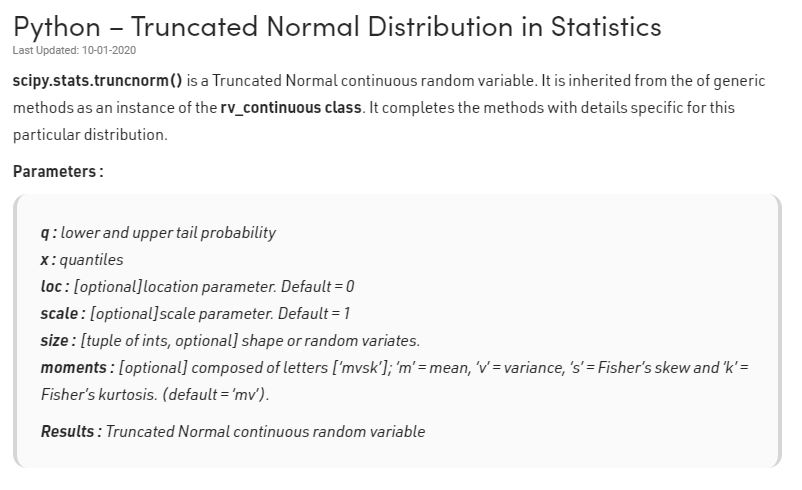 Python – Truncated Normal Distribution in Statistics
Last Updated: 10-01-2020
scipy.stats.truncnorm() is a Truncated Normal continuous random variable. It is inherited from the of generic
methods as an instance of the rv_continuous class. It completes the methods with details specific for this
particular distribution.
Parameters :
q : lower and upper tail probability
x : quantiles
loc : [optional]location parameter. Default = 0
scale : [optional]scale parameter. Default = 1
size : [tuple of ints, optional] shape or random variates.
moments : [optional] composed of letters [‘mvsk’]; ‘m’ = mean, ‘v’ = variance, ‘s’ = Fisher’s skew and ‘k’ =
Fisher’s kurtosis. (default = ‘mv’).
Results : Truncated Normal continuous random variable